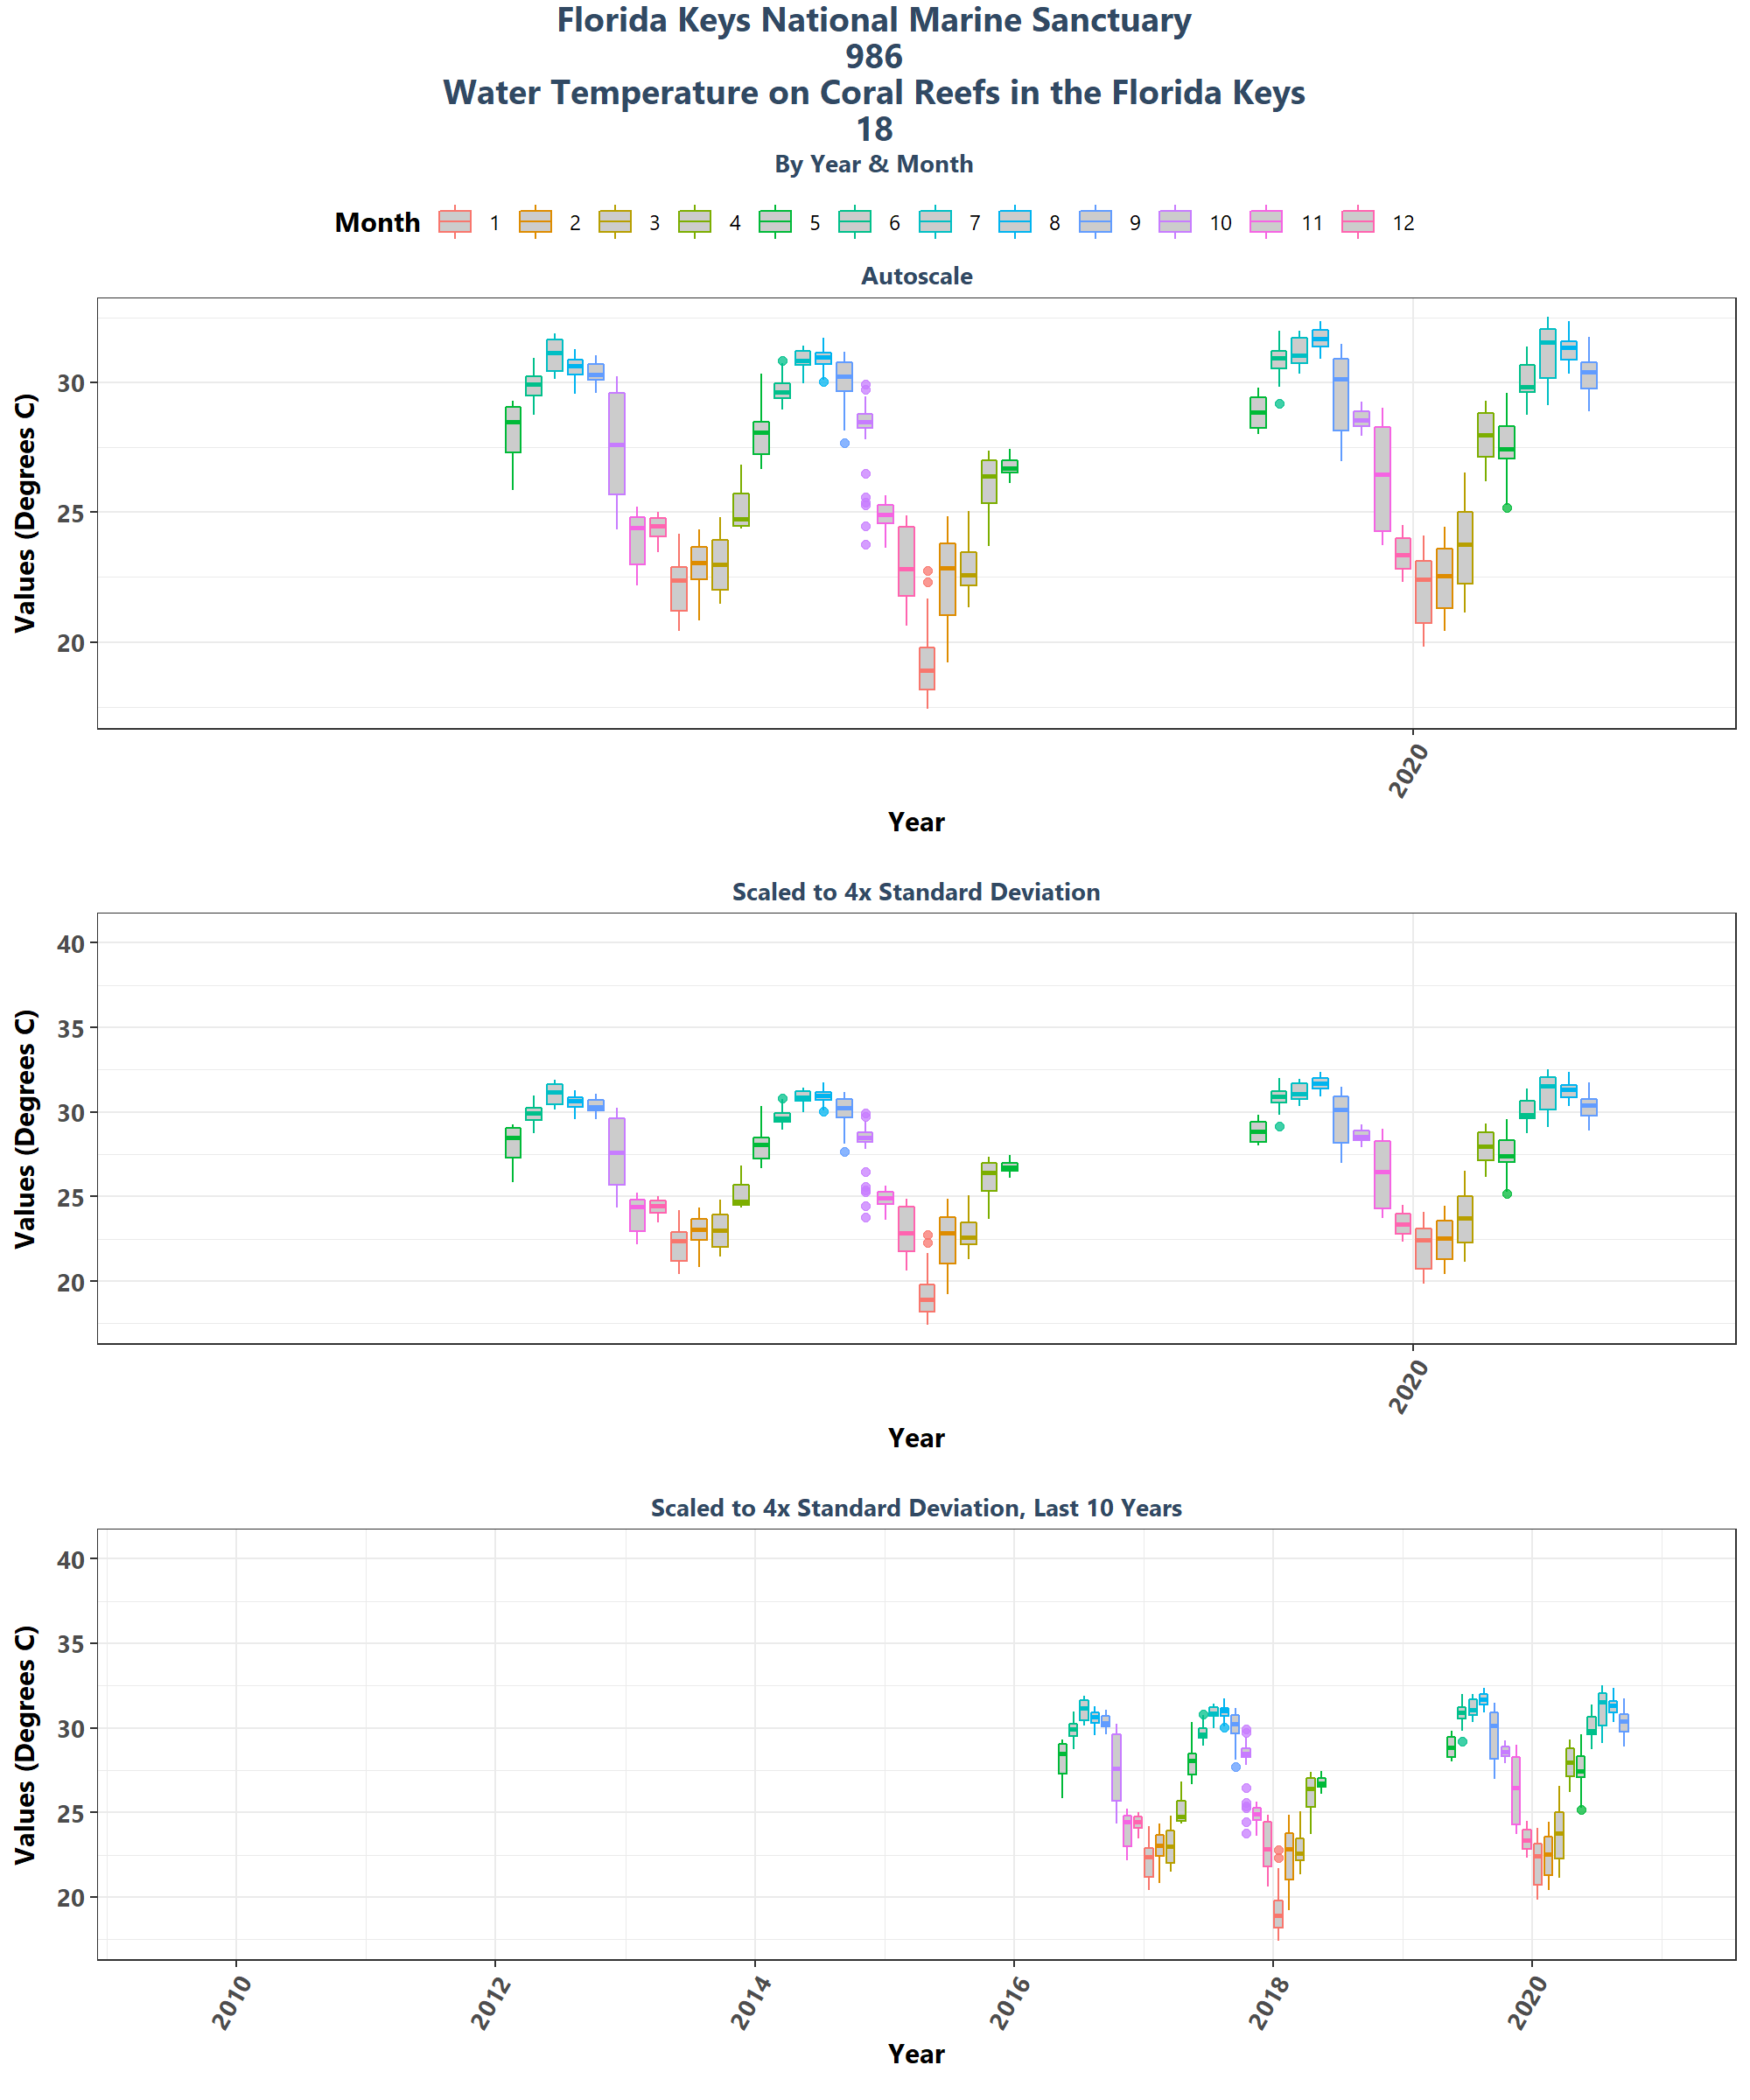 Florida Keys National Marine Sanctuary
986
Water Temperature on Coral Reefs in the Florida Keys
18
By Year & Month
Month 1 2 3 4 5 6 7 8 9 10 11 12
Autoscale
Values (Degrees C)
30
25
20
2020
Year
Scaled to 4x Standard Deviation
Values (Degrees C)
40
35
30
25
20
2020
Year
Scaled to 4x Standard Deviation, Last 10 Years
Values (Degrees C)
40
35
30
25
20
2010 2012 2014 2016 2018 2020
Year